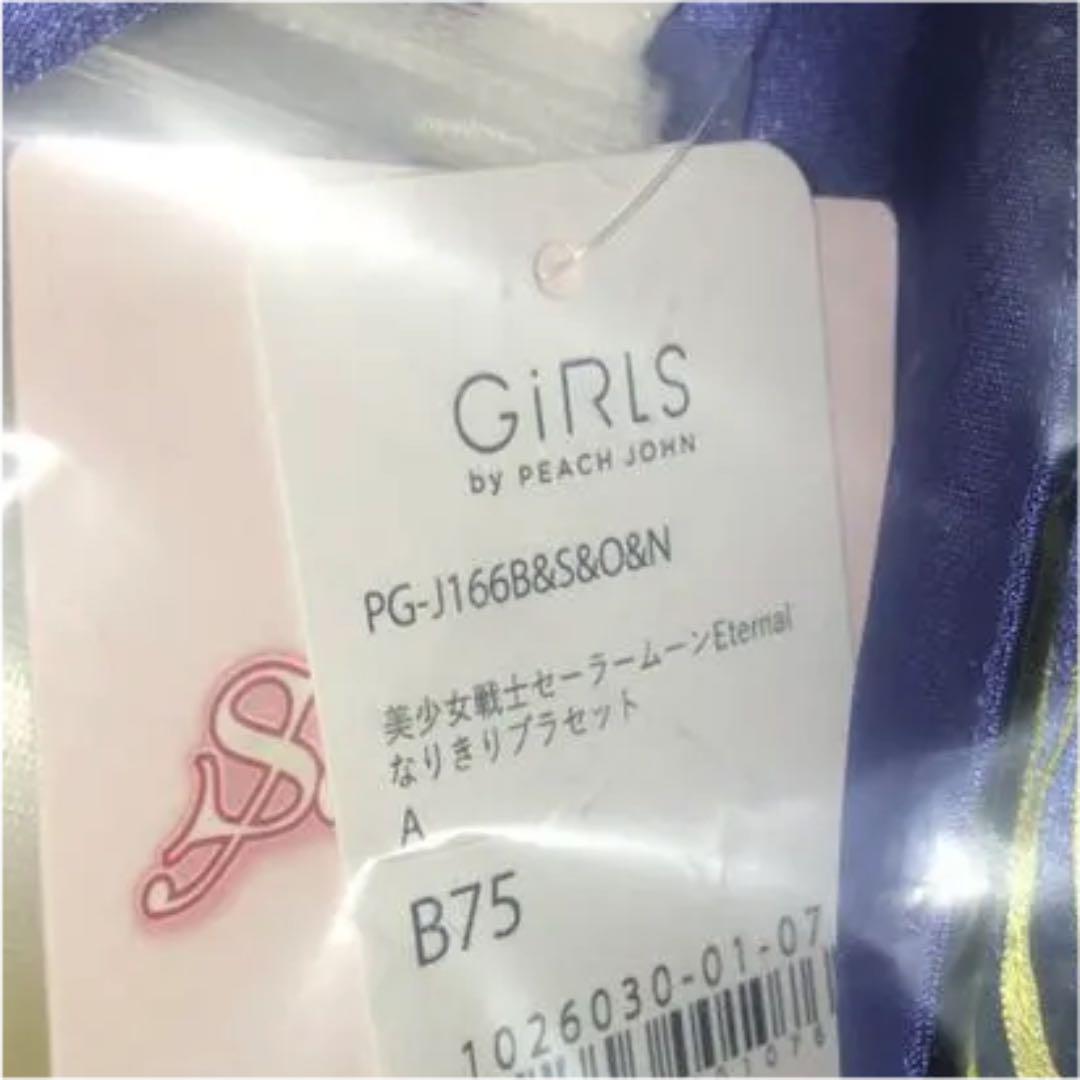 GiRLS
by PEACH JOHN
PG-J166B&S&O&N
美少女戦士セーラームーンEternal
なりきりブラセット
A
B75
1026030-01-07